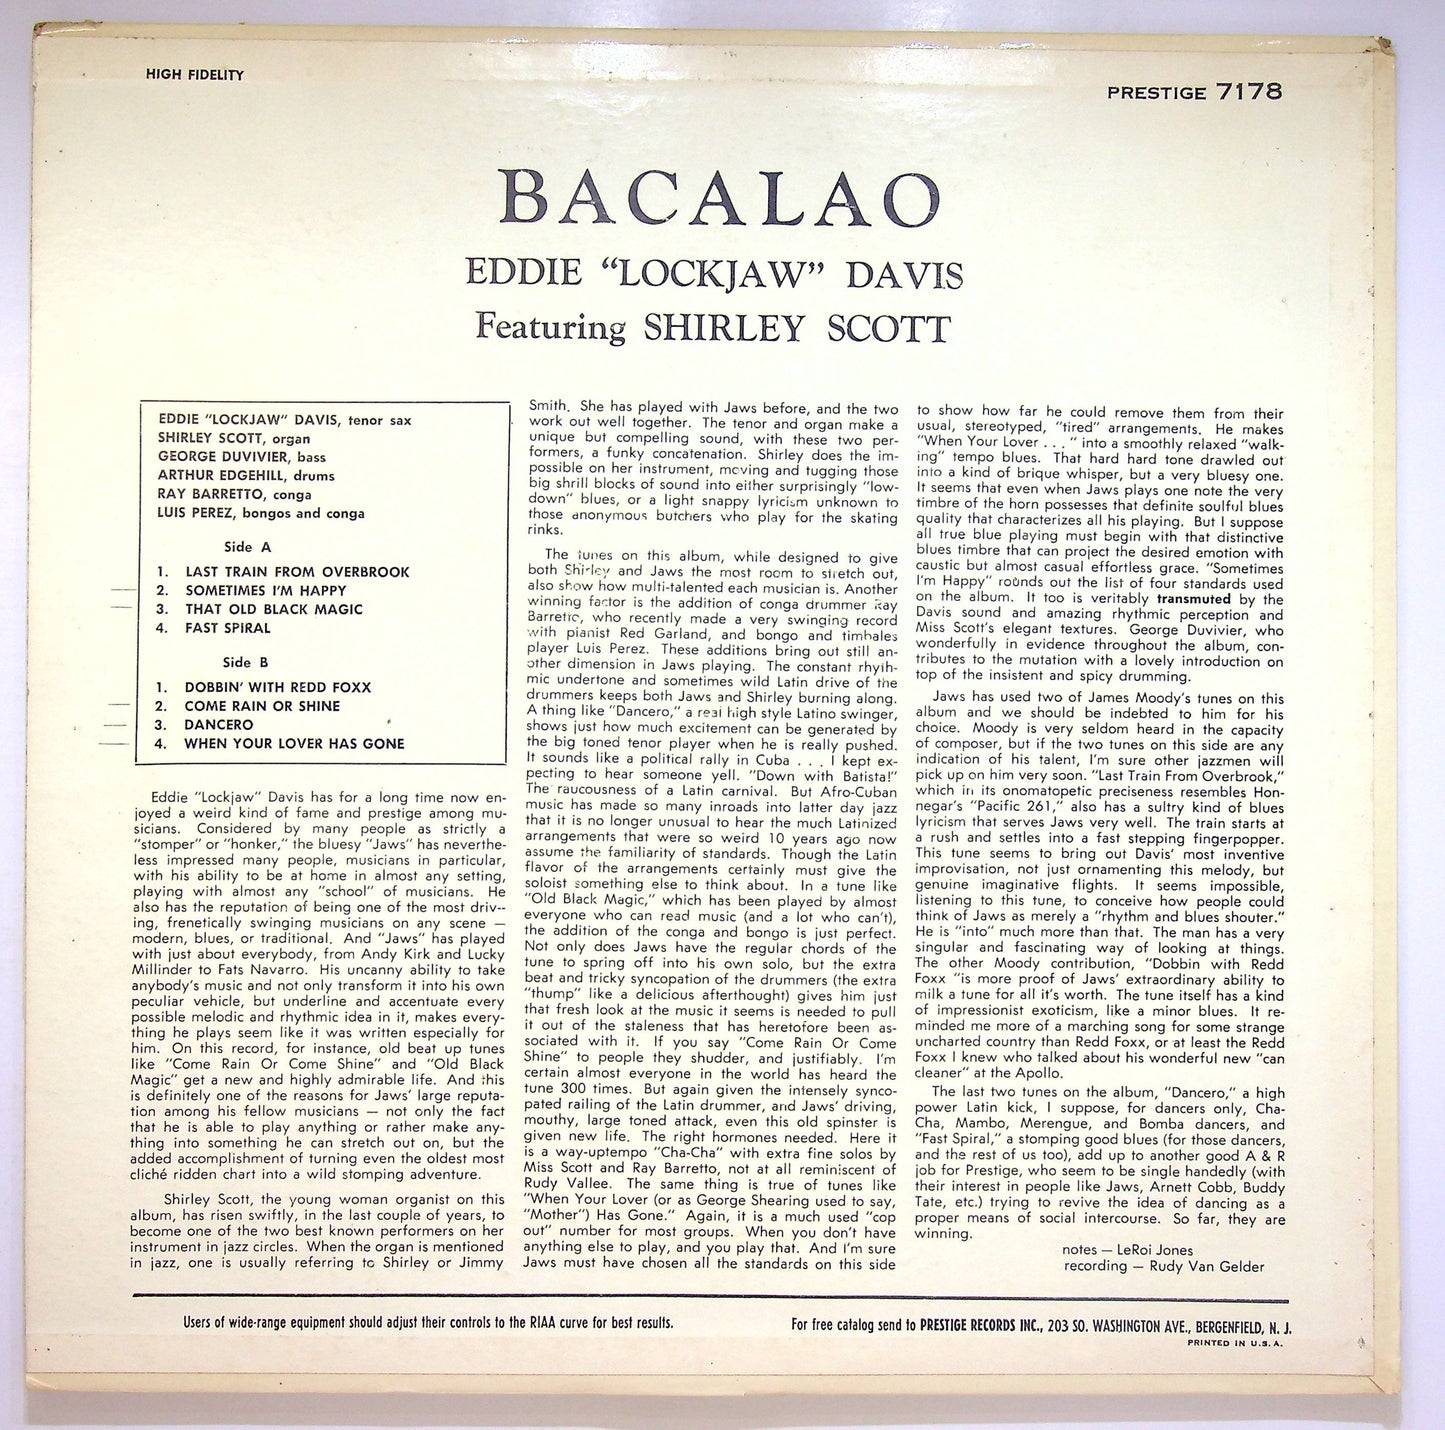 HIGH FIDELITY
PRESTIGE 7178
BACALAO
EDDIE “LOCKJAW” DAVIS
Featuring SHIRLEY SCOTT
EDDIE "LOCKJAW" DAVIS, tenor sax
SHIRLEY SCOTT, organ
GEORGE DUVIVIER, bass
ARTHUR EDGEHILL, drums
RAY BARRETTO, conga
LUIS PEREZ, bongos and conga
Side A
1. LAST TRAIN FROM OVERBROOK
2. SOMETIMES I'M HAPPY
3. THAT OLD BLACK MAGIC
4. FAST SPIRAL
Side B
1. DOBBIN' WITH REDD FOXX
2. COME RAIN OR SHINE
3. DANCERO
4. WHEN YOUR LOVER HAS GONE
Eddie "Lockjaw" Davis has for a long time now en-
joyed a weird kind of fame and prestige among mu-
sicians. Considered by many people as strictly a
"stomper" or "honker," the bluesy "Jaws" has neverthe-
less impressed many people, musicians in particular,
with his ability to be at home in almost any setting,
playing with almost any "school" of musicians. He
also has the reputation of being one of the most driv-
ing, frenetically swinging musicians on any scene —
modern, blues, or traditional. And "Jaws" has played
with just about everybody, from Andy Kirk and Lucky
Millinder to Fats Navarro. His uncanny ability to take
anybody's music and not only transform it into his own
peculiar vehicle, but underline and accentuate every
possible melodic and rhythmic idea in it, makes every-
thing he plays seem like it was written especially for
him. On this record, for instance, old beat up tunes
like "Come Rain Or Come Shine" and "Old Black
Magic" get a new and highly admirable life. And this
is definitely one of the reasons for Jaws' large reputa-
tion among his fellow musicians — not only the fact
that he is able to play anything or rather make any-
thing into something he can stretch out on, but the
added accomplishment of turning even the oldest most
cliché ridden chart into a wild stomping adventure.
Shirley Scott, the young woman organist on this
album, has risen swiftly, in the last couple of years, to
become one of the two best known performers on her
instrument in jazz circles. When the organ is mentioned
in jazz, one is usually referring to Shirley or Jimmy
Smith. She has played with Jaws before, and the two
work out well together. The tenor and organ make a
unique but compelling sound, with these two per-
formers, a funky concatenation. Shirley does the im-
possible on her instrument, moving and tugging those
big shrill blocks of sound into either surprisingly "low-
down" blues, or a light snappy lyricism unknown to
those anonymous butchers who play for the skating
rinks.
The tunes on this album, while designed to give
both Shirley and Jaws the most room to stretch out,
also show how multi-talented each musician is. Another
winning factor is the addition of conga drummer Ray
Barretto, who recently made a very swinging record
with pianist Red Garland, and bongo and timbales
player Luis Perez. These additions bring out still an-
other dimension in Jaws playing. The constant rhyth-
mic undertone and sometimes wild Latin drive of the
drummers keeps both Jaws and Shirley burning along.
A thing like "Dancero," a real high style Latino swinger,
shows just how much excitement can be generated by
the big toned tenor player when he is really pushed.
It sounds like a political rally in Cuba . . . I kept ex-
pecting to hear someone yell. "Down with Batista!"
The raucousness of a Latin carnival. But Afro-Cuban
music has made so many inroads into latter day jazz
that it is no longer unusual to hear the much Latinized
arrangements that were so weird 10 years ago now
assume the familiarity of standards. Though the Latin
flavor of the arrangements certainly must give the
soloist something else to think about. In a tune like
"Old Black Magic," which has been played by almost
everyone who can read music (and a lot who can't),
the addition of the conga and bongo is just perfect.
Not only does Jaws have the regular chords of the
tune to spring off into his own solo, but the extra
beat and tricky syncopation of the drummers (the extra
"thump" like a delicious afterthought) gives him just
that fresh look at the music it seems is needed to pull
it out of the staleness that has heretofore been as-
sociated with it. If you say "Come Rain Or Come
Shine" to people they shudder, and justifiably. I'm
certain almost everyone in the world has heard the
tune 300 times. But again given the intensely synco-
pated railing of the Latin drummer, and Jaws' driving,
mouthy, large toned attack, even this old spinster is
given new life. The right hormones needed. Here it
is a way-uptempo "Cha-Cha" with extra fine solos by
Miss Scott and Ray Barretto, not at all reminiscent of
Rudy Vallee. The same thing is true of tunes like
"When Your Lover (or as George Shearing used to say,
"Mother") Has Gone." Again, it is a much used "cop
out" number for most groups. When you don't have
anything else to play, and you play that. And I'm sure
Jaws must have chosen all the standards on this side
to show how far he could remove them from their
usual, stereotyped, "tired" arrangements. He makes
"When Your Lover . . . " into a smoothly relaxed "walk-
ing" tempo blues. That hard hard tone drawled out
into a kind of brique whisper, but a very bluesy one.
It seems that even when Jaws plays one note the very
timbre of the horn possesses that definite soulful blues
quality that characterizes all his playing. But I suppose
all true blue playing must begin with that distinctive
blues timbre that can project the desired emotion with
caustic but almost casual effortless grace. "Sometimes
I'm Happy" rounds out the list of four standards used
on the album. It too is veritably transmuted by the
Davis sound and amazing rhythmic perception and
Miss Scott's elegant textures. George Duvivier, who
wonderfully in evidence throughout the album, con-
tributes to the mutation with a lovely introduction on
top of the insistent and spicy drumming.
Jaws has used two of James Moody's tunes on this
album and we should be indebted to him for his
choice. Moody is very seldom heard in the capacity
of composer, but if the two tunes on this side are any
indication of his talent, I'm sure other jazzmen will
pick up on him very soon. "Last Train From Overbrook,"
which in its onomatopetic preciseness resembles Hon-
negar's "Pacific 261," also has a sultry kind of blues
lyricism that serves Jaws very well. The train starts at
a rush and settles into a fast stepping fingerpopper.
This tune seems to bring out Davis' most inventive
improvisation, not just ornamenting this melody, but
genuine imaginative flights. It seems impossible,
listening to this tune, to conceive how people could
think of Jaws as merely a "rhythm and blues shouter."
He is "into" much more than that. The man has a very
singular and fascinating way of looking at things.
The other Moody contribution, "Dobbin with Redd
Foxx "is more proof of Jaws' extraordinary ability to
milk a tune for all it's worth. The tune itself has a kind
of impressionist exoticism, like a minor blues. It re-
minded me more of a marching song for some strange
uncharted country than Redd Foxx, or at least the Redd
Foxx I knew who talked about his wonderful new "can
cleaner" at the Apollo.
The last two tunes on the album, "Dancero," a high
power Latin kick, I suppose, for dancers only, Cha-
Cha, Mambo, Merengue, and Bomba dancers, and
"Fast Spiral," a stomping good blues (for those dancers,
and the rest of us too), add up to another good A & R
job for Prestige, who seem to be single handedly (with
their interest in people like Jaws, Arnett Cobb, Buddy
Tate, etc.) trying to revive the idea of dancing as a
proper means of social intercourse. So far, they are
winning.
notes — LeRoi Jones
recording — Rudy Van Gelder
Users of wide-range equipment should adjust their controls to the RIAA curve for best results.
For free catalog send to PRESTIGE RECORDS INC., 203 SO. WASHINGTON AVE., BERGENFIELD, N. J.
PRINTED IN U.S.A.